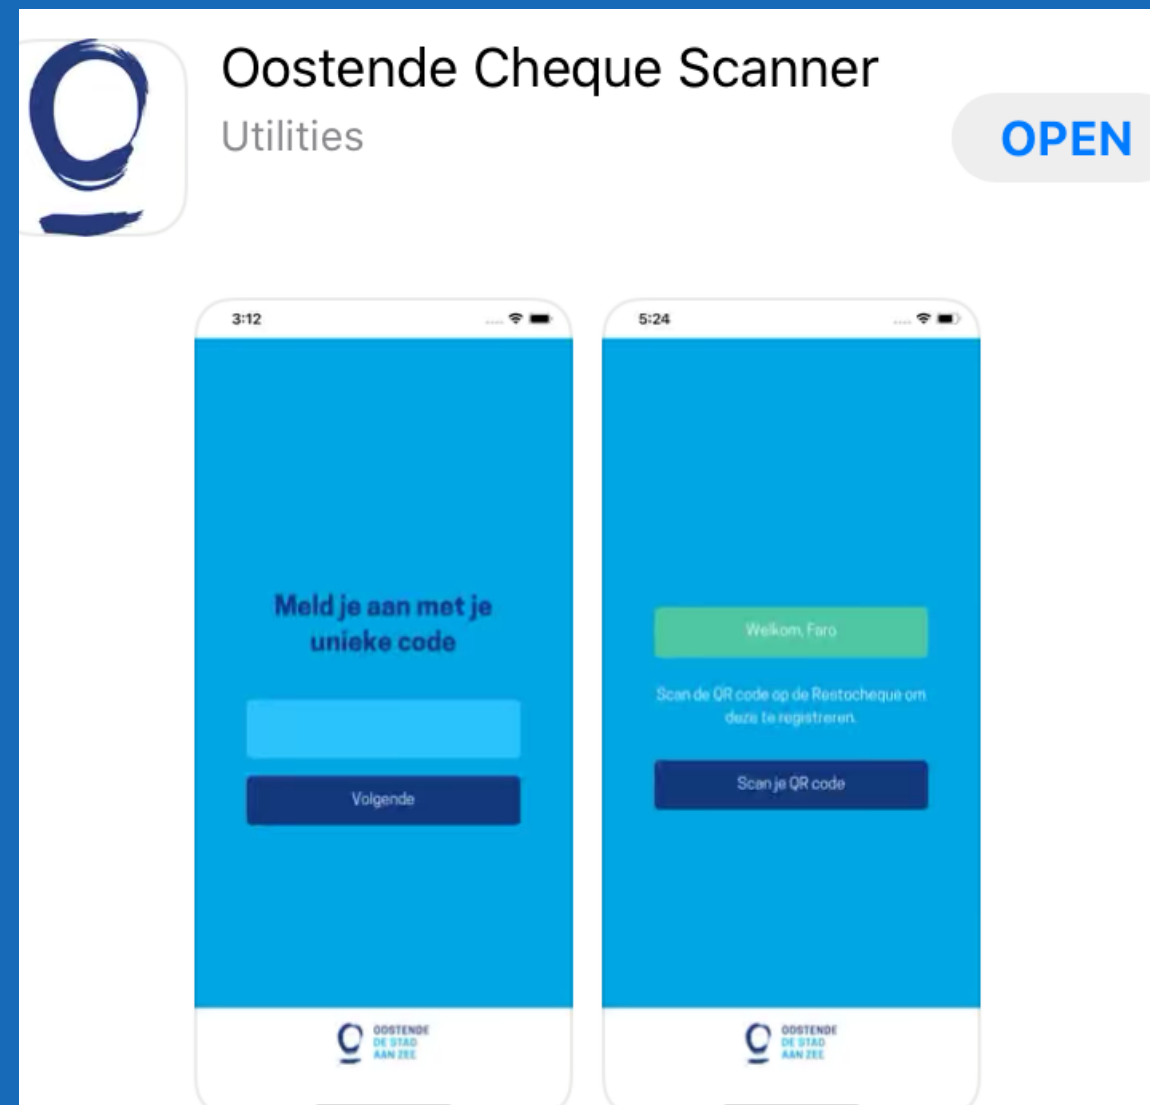 Oostende Cheque Scanner
Utilities
OPEN
3:12
Meld je aan met je
unieke code
Volgende
OOSTENDE
DE STAD
AAN ZEE
5:24
Welkom, Faro
Scan de QR code op de Restocheque om
deze te registreren.
Scan je QR code
OOSTENDE
DE STAD
AAN ZEE